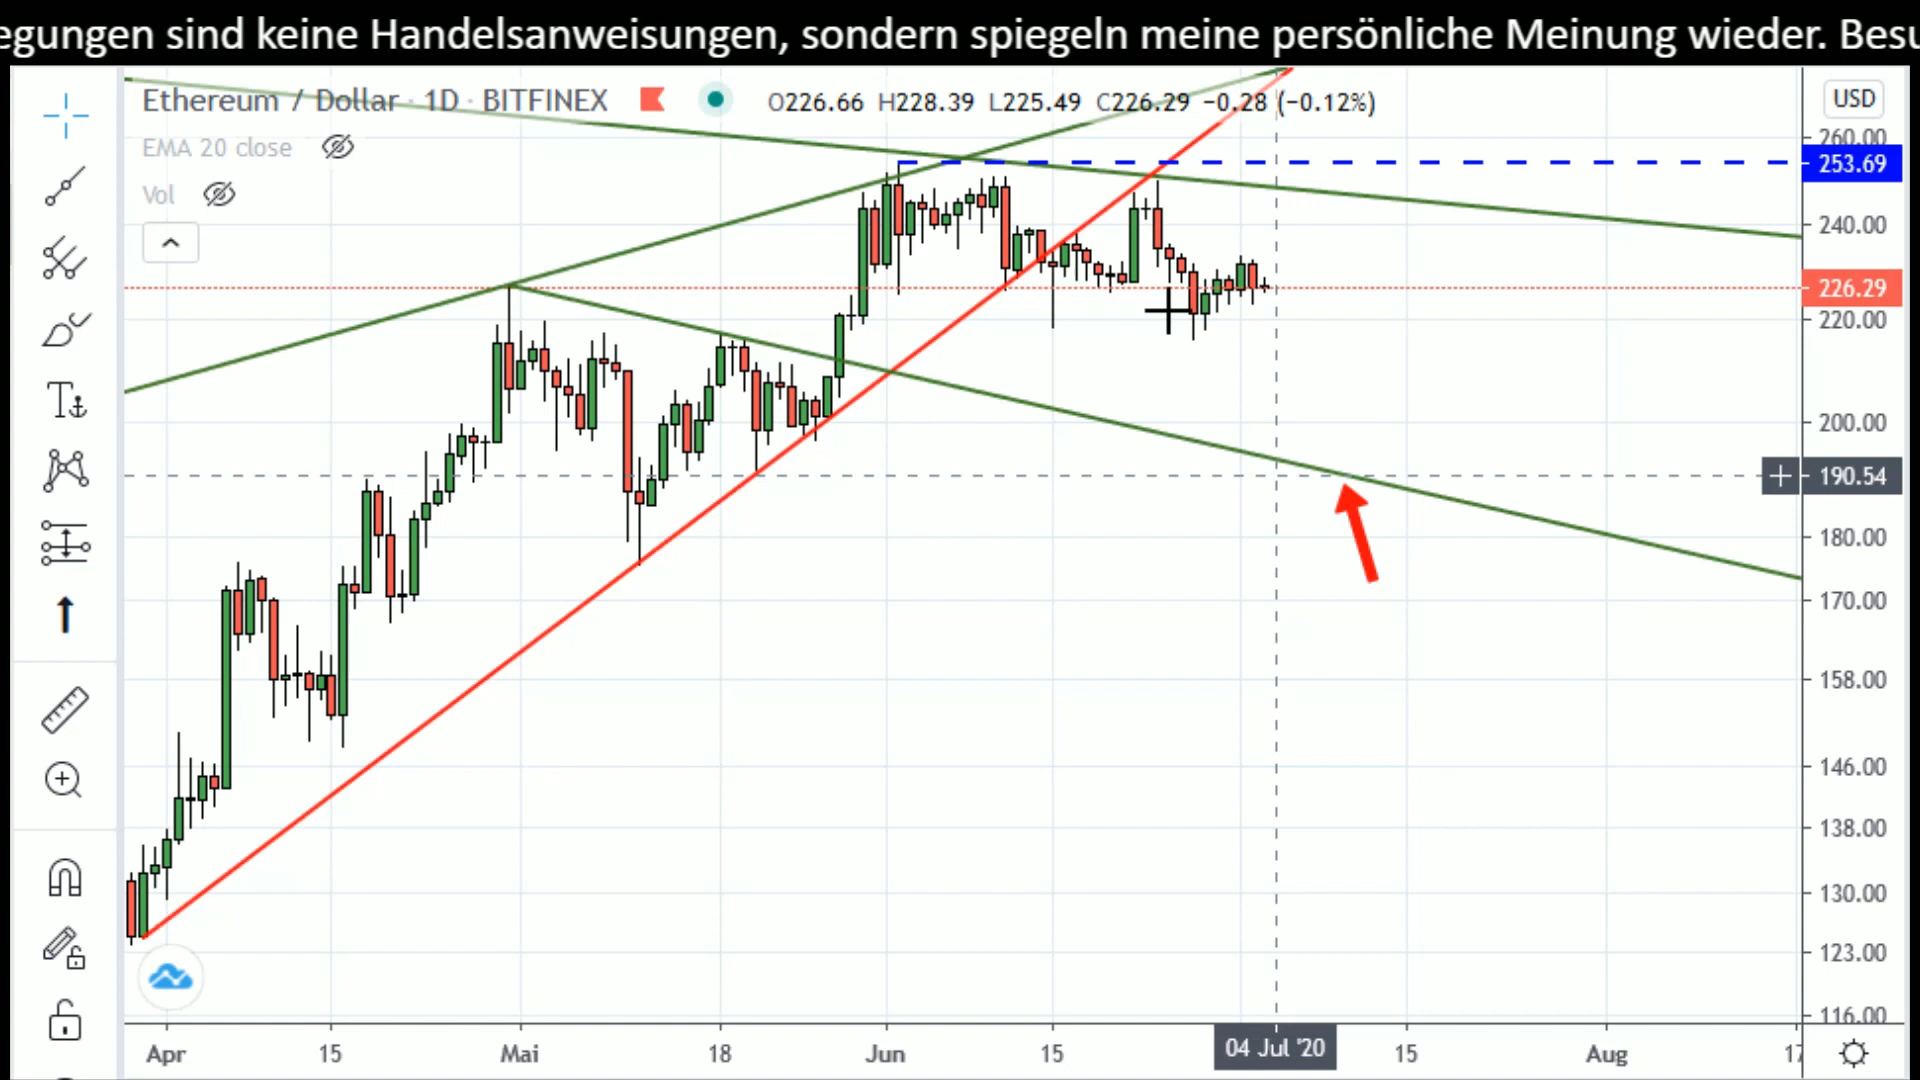 egungen sind keine Handelsanweisungen, sondern spiegeln meine persönliche Meinung wieder. Besu
Ethereum / Dollar · 1D · BITFINEX O226.66 H228.39 L225.49 C226.29 −0.28 (−0.12%)
USD
EMA 20 close
Vol
260.00
253.69
240.00
226.29
220.00
200.00
190.54
180.00
170.00
158.00
146.00
138.00
130.00
123.00
116.00
Apr 15 Mai 18 Jun 15 04 Jul '20 15 Aug 17